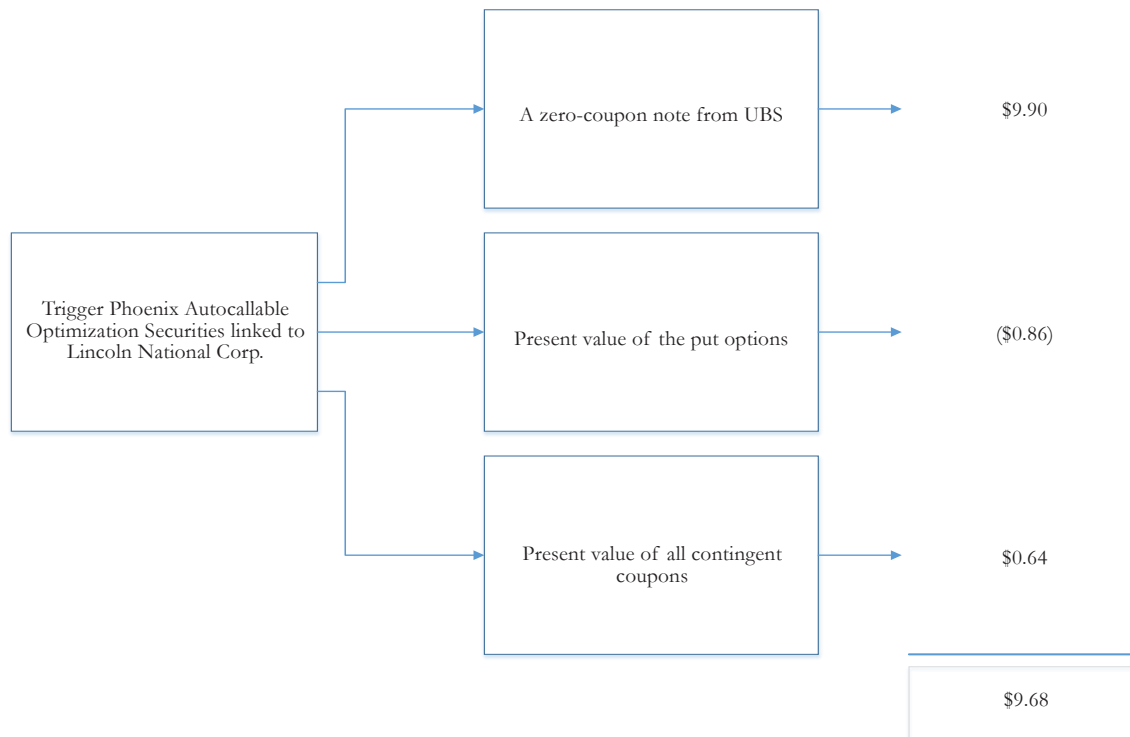 A zero-coupon note from UBS
$9.90
Trigger Phoenix Autocallable
Optimization Securities linked to
Lincoln National Corp.
Present value of the put options
($0.86)
Present value of all contingent
coupons
$0.64
$9.68